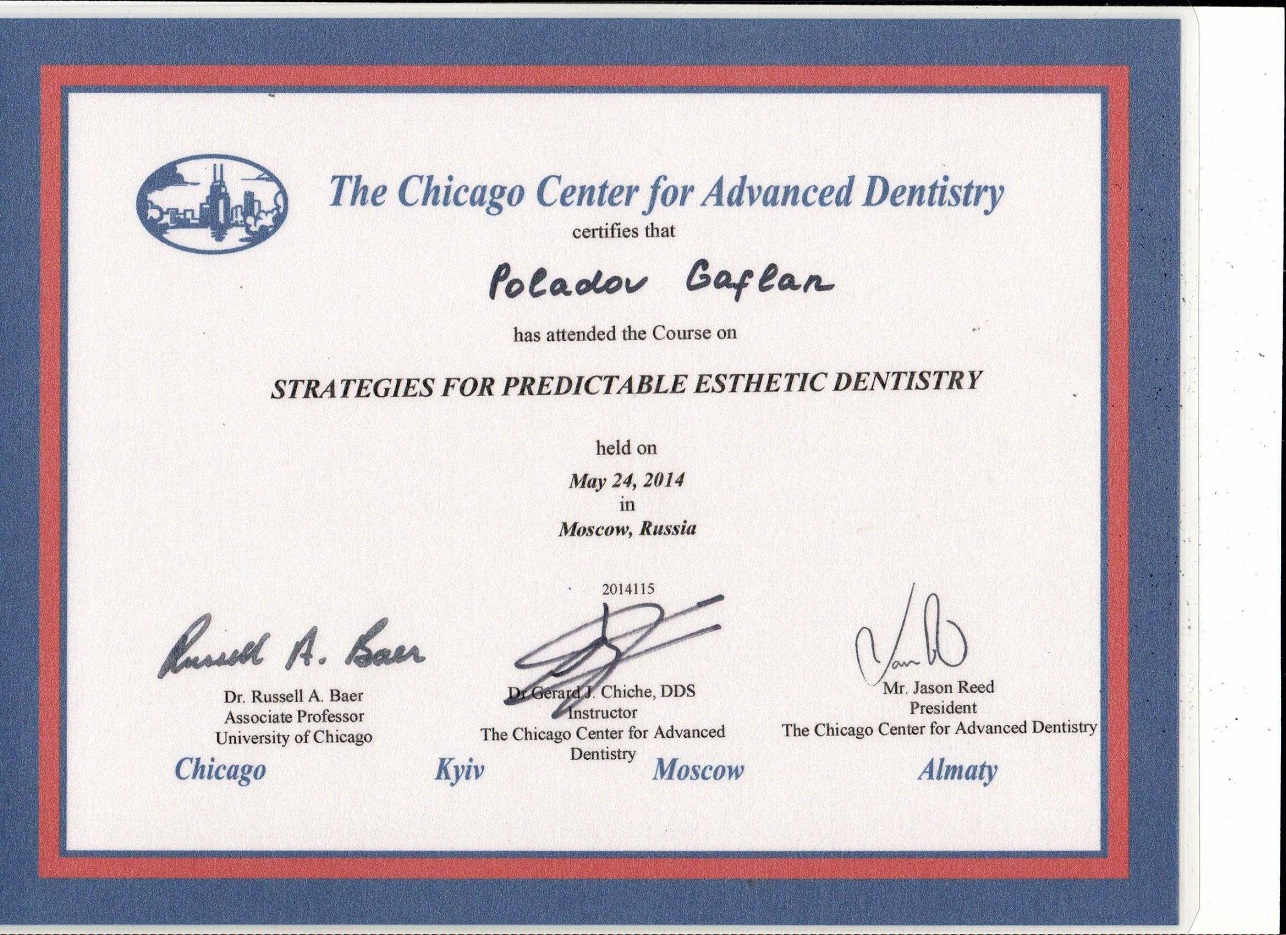 The Chicago Center for Advanced Dentistry
certifies that
Poladov Gaflan
has attended the Course on
STRATEGIES FOR PREDICTABLE ESTHETIC DENTISTRY
held on
May 24, 2014
in
Moscow, Russia
2014115
Russell A. Baer
Dr. Russell A. Baer
Associate Professor
University of Chicago
Dr Gerard J. Chiche, DDS
Instructor
The Chicago Center for Advanced
Dentistry
Mr. Jason Reed
President
The Chicago Center for Advanced Dentistry
Chicago Kyiv Moscow Almaty